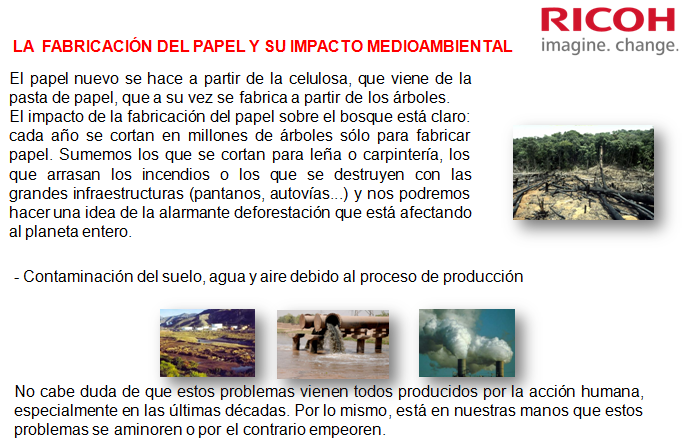 RICOH
imagine. change.
LA FABRICACIÓN DEL PAPEL Y SU IMPACTO MEDIOAMBIENTAL
El papel nuevo se hace a partir de la celulosa, que viene de la
pasta de papel, que a su vez se fabrica a partir de los árboles.
El impacto de la fabricación del papel sobre el bosque está claro:
cada año se cortan en millones de árboles sólo para fabricar
papel. Sumemos los que se cortan para leña o carpintería, los
que arrasan los incendios o los que se destruyen con las
grandes infraestructuras (pantanos, autovías...) y nos podremos
hacer una idea de la alarmante deforestación que está afectando
al planeta entero.
- Contaminación del suelo, agua y aire debido al proceso de producción
No cabe duda de que estos problemas vienen todos producidos por la acción humana,
especialmente en las últimas décadas. Por lo mismo, está en nuestras manos que estos
problemas se aminoren o por el contrario empeoren.